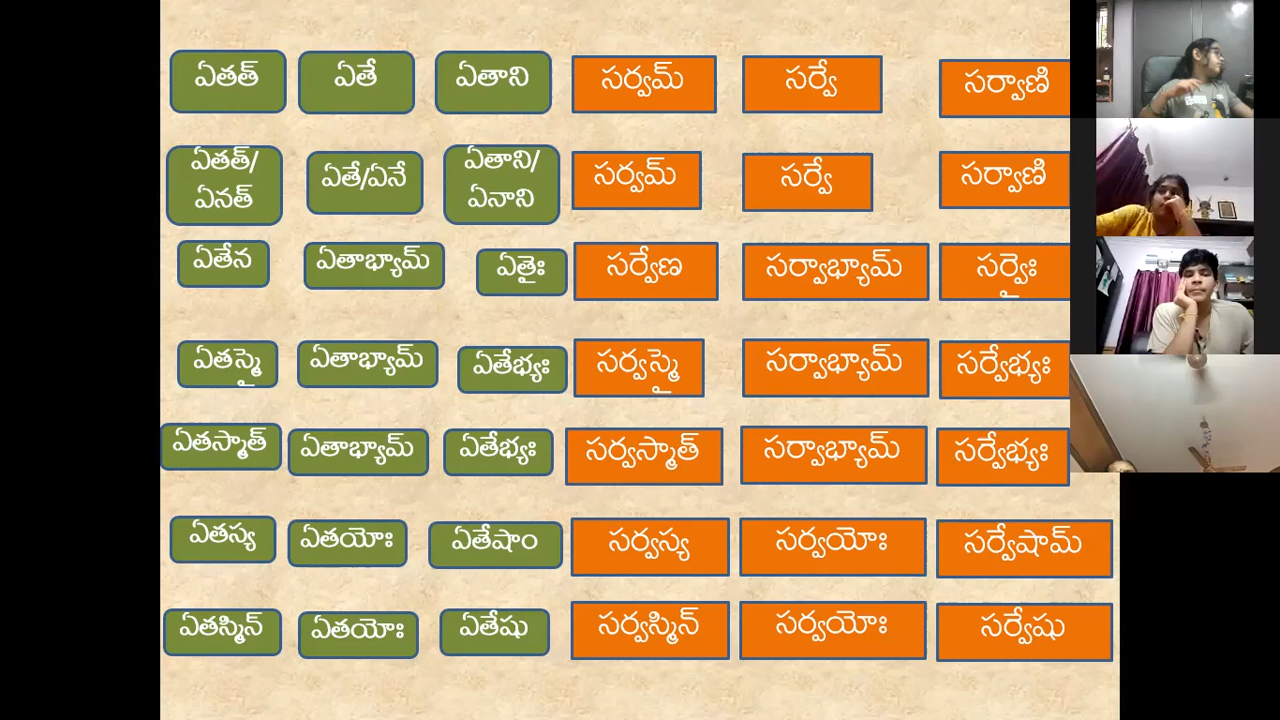 ఏతత్ ఏతే ఏతాని సర్వమ్ సర్వే సర్వాణి
ఏతత్/ ఏతే/ఏనే ఏతాని/ సర్వమ్ సర్వే సర్వాణి
ఏనత్ ఏనాని
ఏతేన ఏతాభ్యామ్ ఏతైః సర్వేణ సర్వాభ్యామ్ సర్వైః
ఏతస్మై ఏతాభ్యామ్ ఏతేభ్యః సర్వస్మై సర్వాభ్యామ్ సర్వేభ్యః
ఏతస్మాత్ ఏతాభ్యామ్ ఏతేభ్యః సర్వస్మాత్ సర్వాభ్యామ్ సర్వేభ్యః
ఏతస్య ఏతయోః ఏతేషాం సర్వస్య సర్వయోః సర్వేషామ్
ఏతస్మిన్ ఏతయోః ఏతేషు సర్వస్మిన్ సర్వయోః సర్వేషు